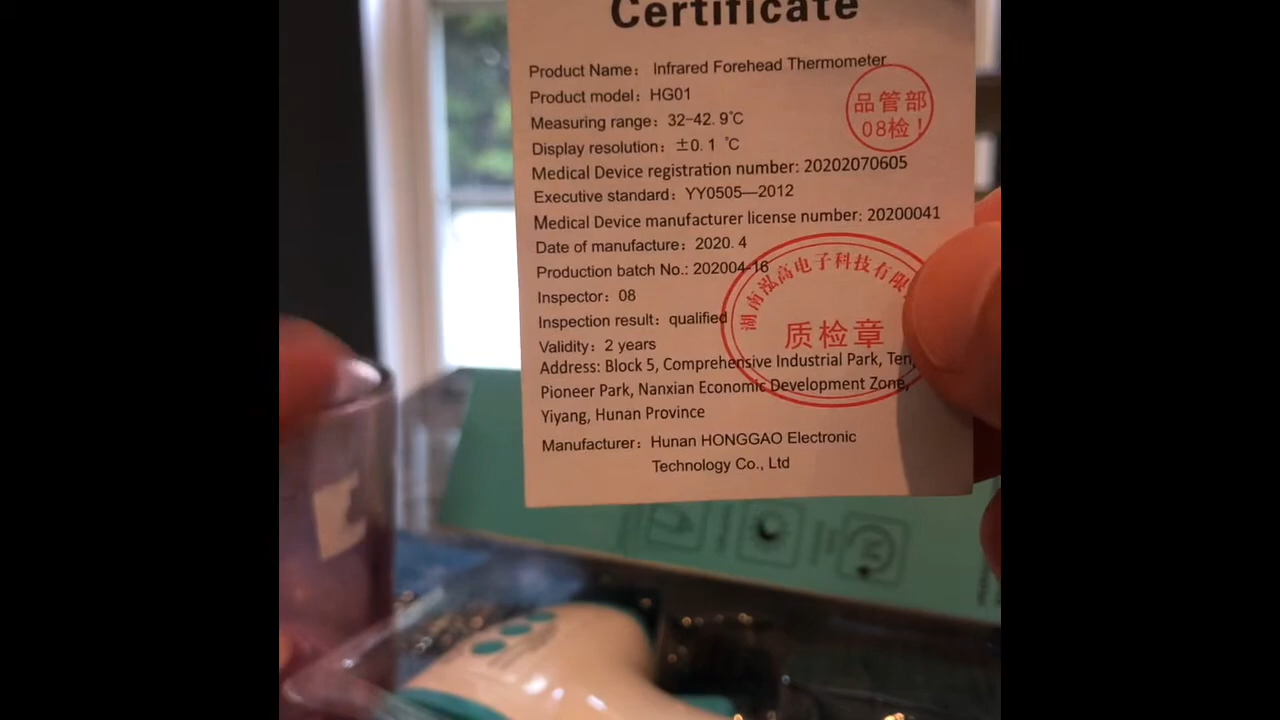 Certificate
Product Name： Infrared Forehead Thermometer
Product model：HG01
Measuring range：32-42.9℃
Display resolution：±0.1 ℃
Medical Device registration number: 20202070605
Executive standard：YY0505—2012
Medical Device manufacturer license number: 20200041
Date of manufacture：2020.4
Production batch No.: 202004-16
Inspector：08
Inspection result：qualified
Validity：2 years
Address: Block 5, Comprehensive Industrial Park, Ten,
Pioneer Park, Nanxian Economic Development Zone,
Yiyang, Hunan Province
Manufacturer：Hunan HONGGAO Electronic
Technology Co., Ltd
品管部
08检!
湖南泓高电子科技有限
质检章